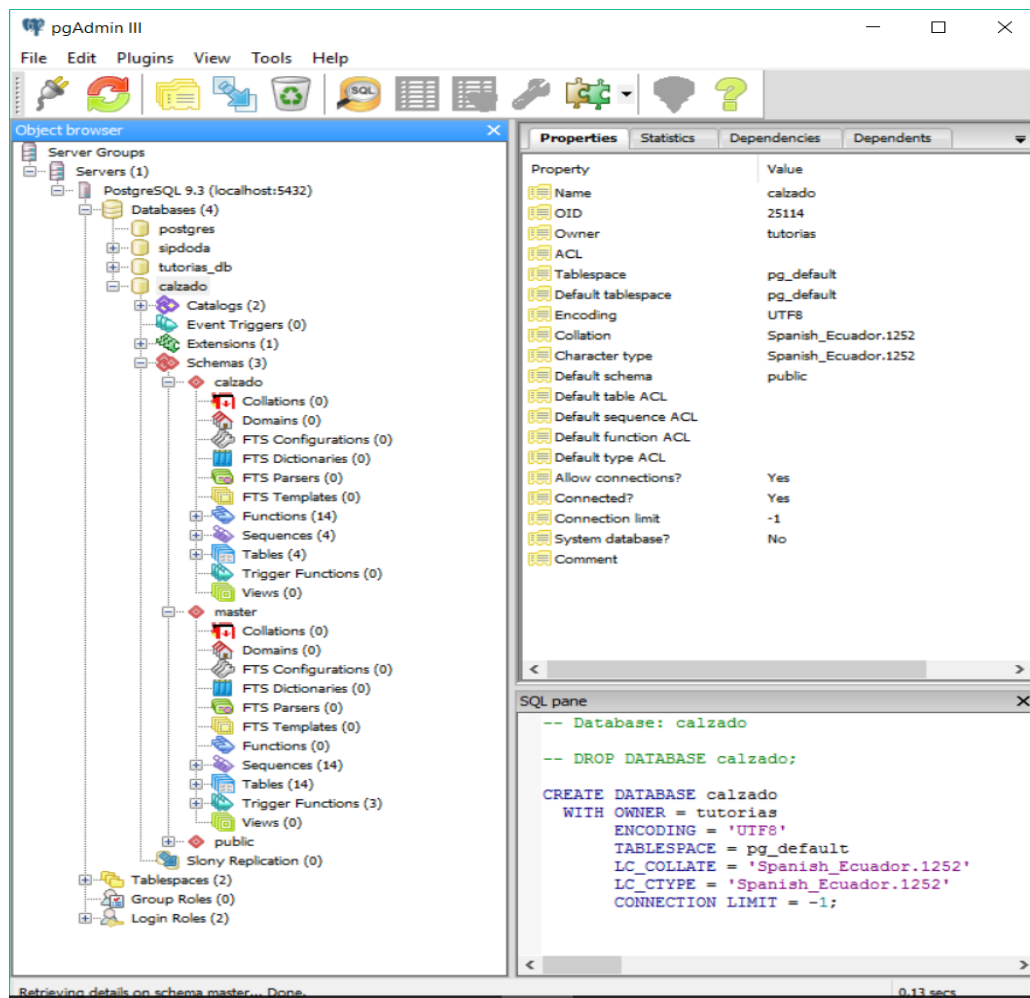 pgAdmin III
File Edit Plugins View Tools Help
SQL
Object browser
Server Groups
Servers (1)
PostgreSQL 9.3 (localhost:5432)
Databases (4)
postgres
sipdoda
tutorias_db
calzado
Catalogs (2)
Event Triggers (0)
Extensions (1)
Schemas (3)
calzado
Collations (0)
Domains (0)
FTS Configurations (0)
FTS Dictionaries (0)
FTS Parsers (0)
FTS Templates (0)
Functions (14)
Sequences (4)
Tables (4)
Trigger Functions (0)
Views (0)
master
Collations (0)
Domains (0)
FTS Configurations (0)
FTS Dictionaries (0)
FTS Parsers (0)
FTS Templates (0)
Functions (0)
Sequences (14)
Tables (14)
Trigger Functions (3)
Views (0)
public
Slony Replication (0)
Tablespaces (2)
Group Roles (0)
Login Roles (2)
Properties Statistics Dependencies Dependents
Property Value
Name calzado
OID 25114
Owner tutorias
ACL
Tablespace pg_default
Default tablespace pg_default
Encoding UTF8
Collation Spanish_Ecuador.1252
Character type Spanish_Ecuador.1252
Default schema public
Default table ACL
Default sequence ACL
Default function ACL
Default type ACL
Allow connections? Yes
Connected? Yes
Connection limit -1
System database? No
Comment
SQL pane
-- Database: calzado
-- DROP DATABASE calzado;
CREATE DATABASE calzado
WITH OWNER = tutorias
ENCODING = 'UTF8'
TABLESPACE = pg_default
LC_COLLATE = 'Spanish_Ecuador.1252'
LC_CTYPE = 'Spanish_Ecuador.1252'
CONNECTION LIMIT = -1;
Retrieving details on schema master... Done. 0.13 secs